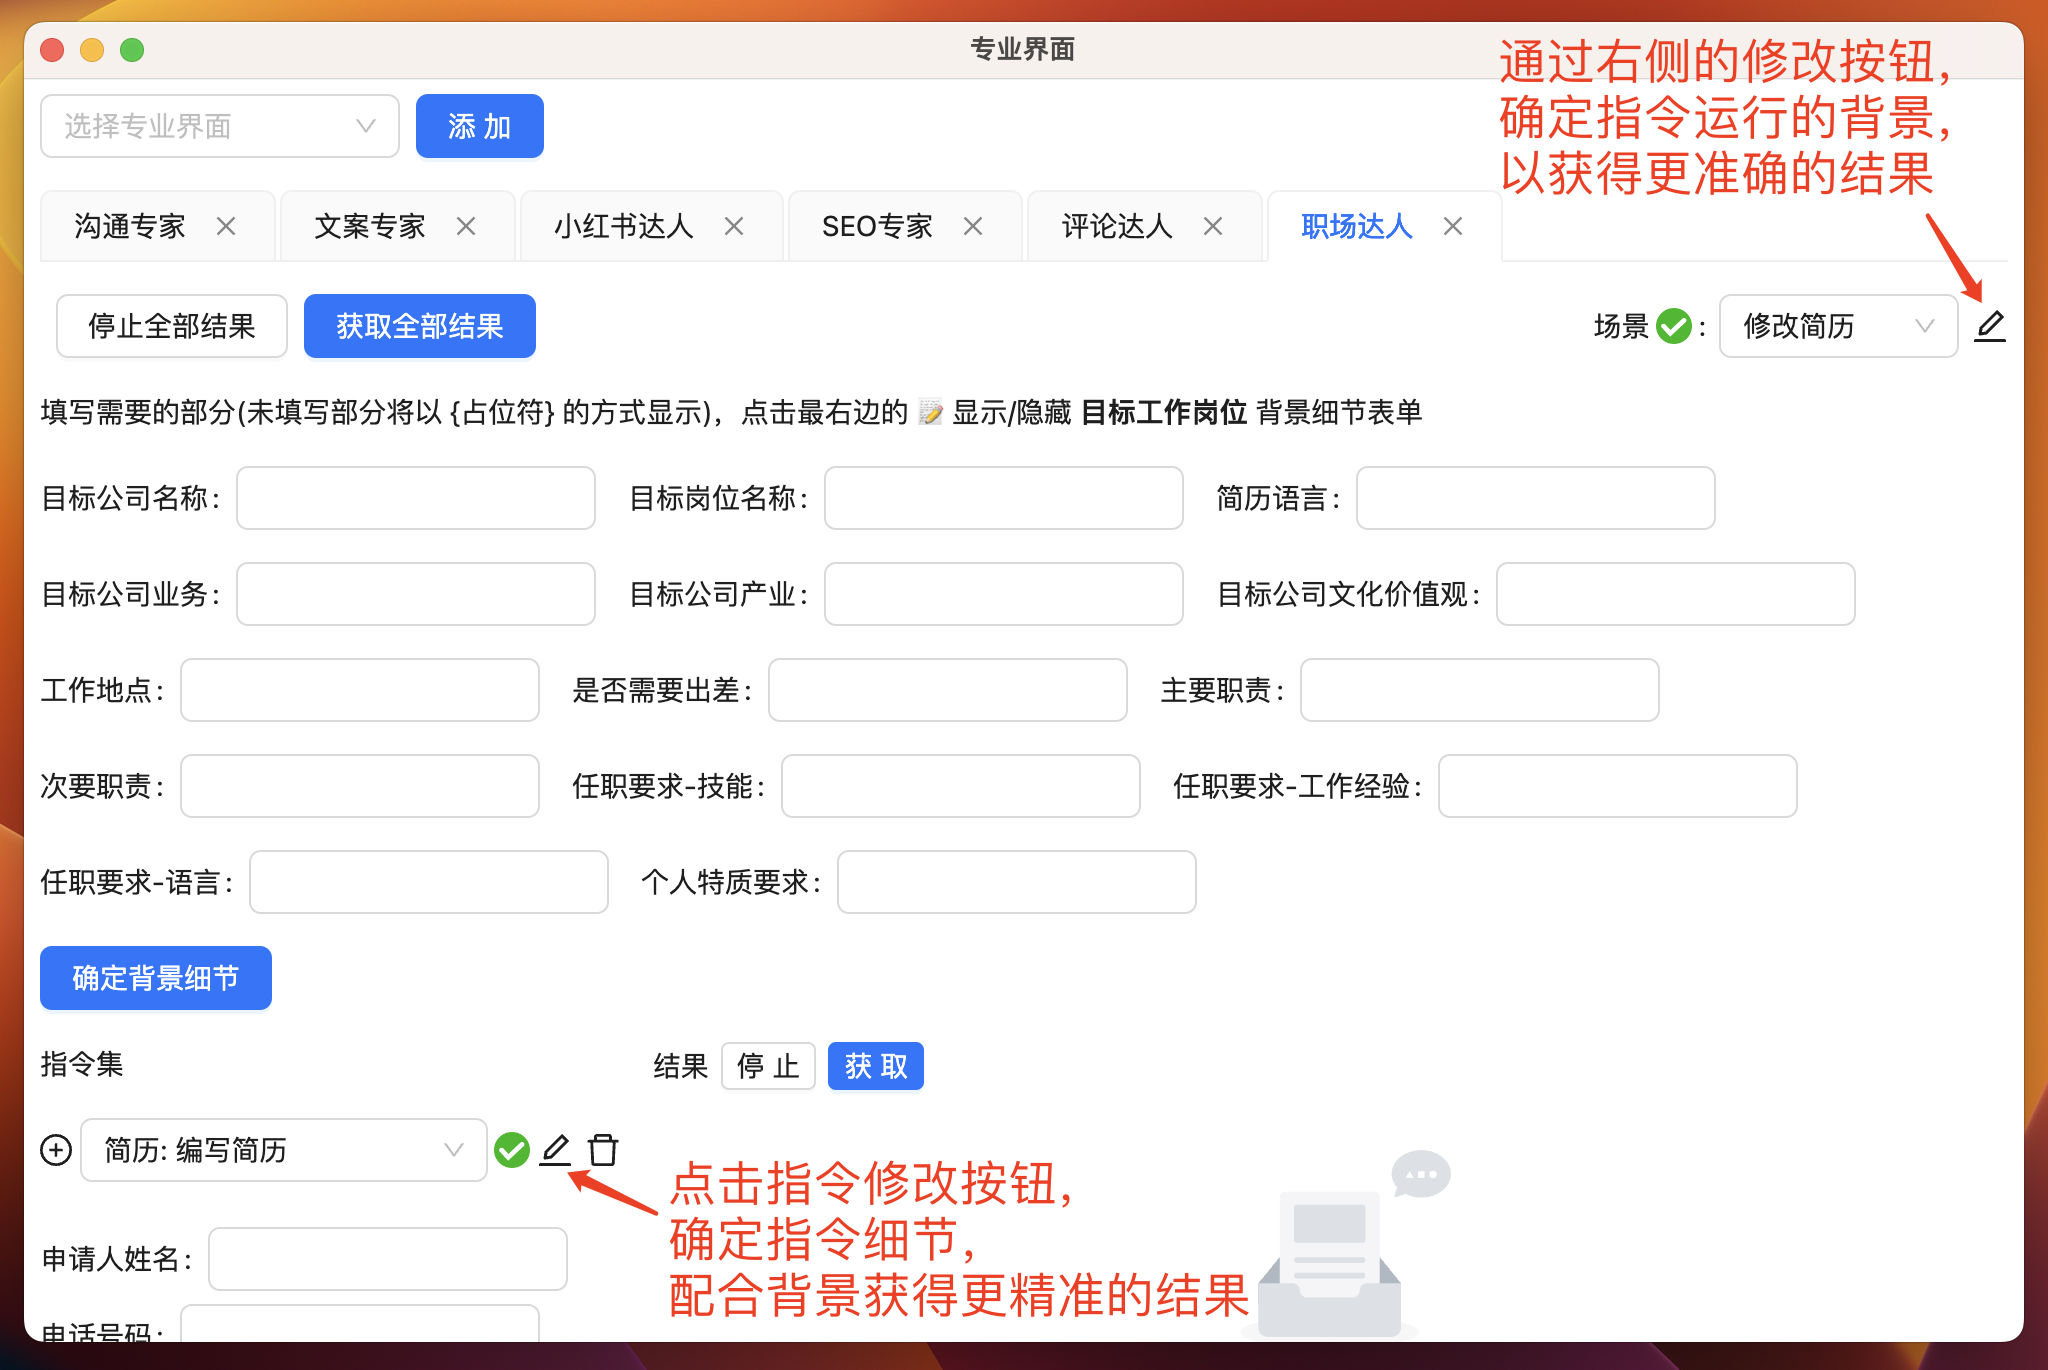 专业界面
通过右侧的修改按钮，
确定指令运行的背景，
以获得更准确的结果
选择专业界面 添 加
沟通专家 文案专家 小红书达人 SEO专家 评论达人 职场达人
停止全部结果 获取全部结果 场景 : 修改简历
填写需要的部分(未填写部分将以 {占位符} 的方式显示)，点击最右边的 📝 显示/隐藏 目标工作岗位 背景细节表单
目标公司名称: 目标岗位名称: 简历语言:
目标公司业务: 目标公司产业: 目标公司文化价值观:
工作地点: 是否需要出差: 主要职责:
次要职责: 任职要求-技能: 任职要求-工作经验:
任职要求-语言: 个人特质要求:
确定背景细节
指令集 结果 停 止 获 取
简历: 编写简历
点击指令修改按钮，
确定指令细节，
配合背景获得更精准的结果
申请人姓名:
电话号码: